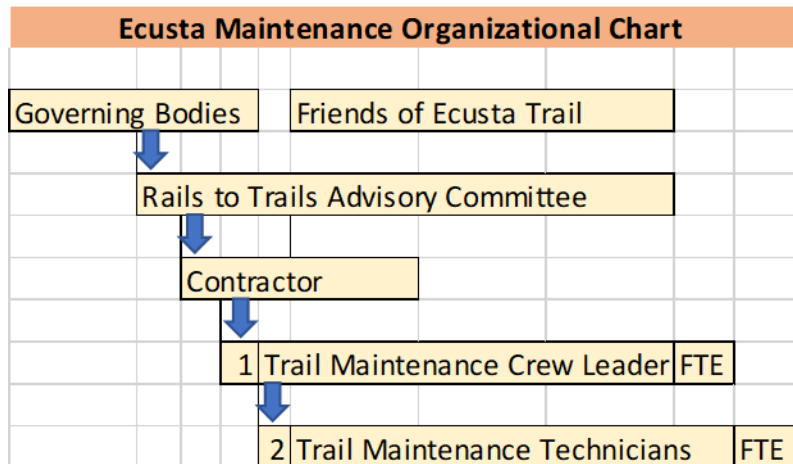 Ecusta Maintenance Organizational Chart
Governing Bodies Friends of Ecusta Trail
Rails to Trails Advisory Committee
Contractor
1 Trail Maintenance Crew Leader FTE
2 Trail Maintenance Technicians FTE